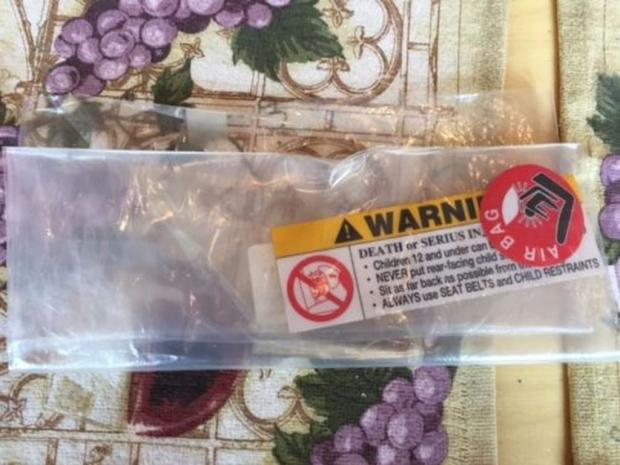 WARNI
DEATH or SERIUS IN
• Children 12 and under can
• NEVER put rear-facing child
• Sit as far back as possible from
• ALWAYS use SEAT BELTS and CHILD RESTRAINTS
AIR BAG